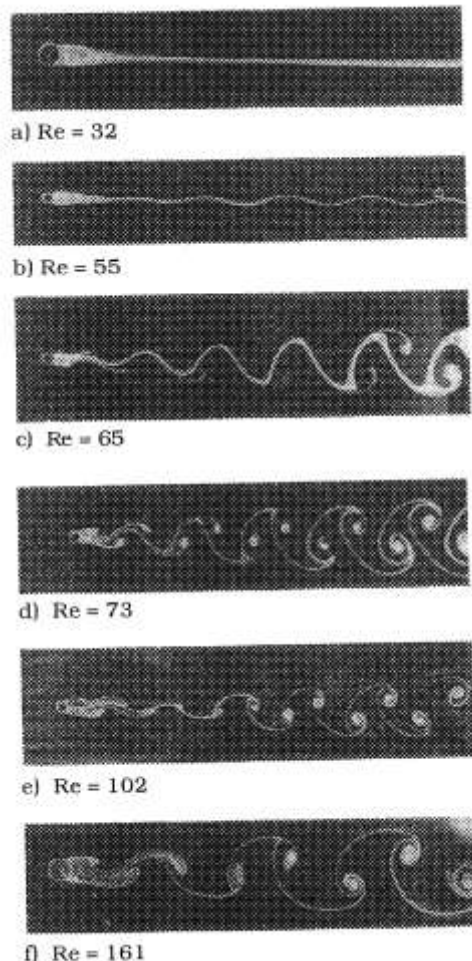 a) Re = 32
b) Re = 55
c) Re = 65
d) Re = 73
e) Re = 102
f) Re = 161